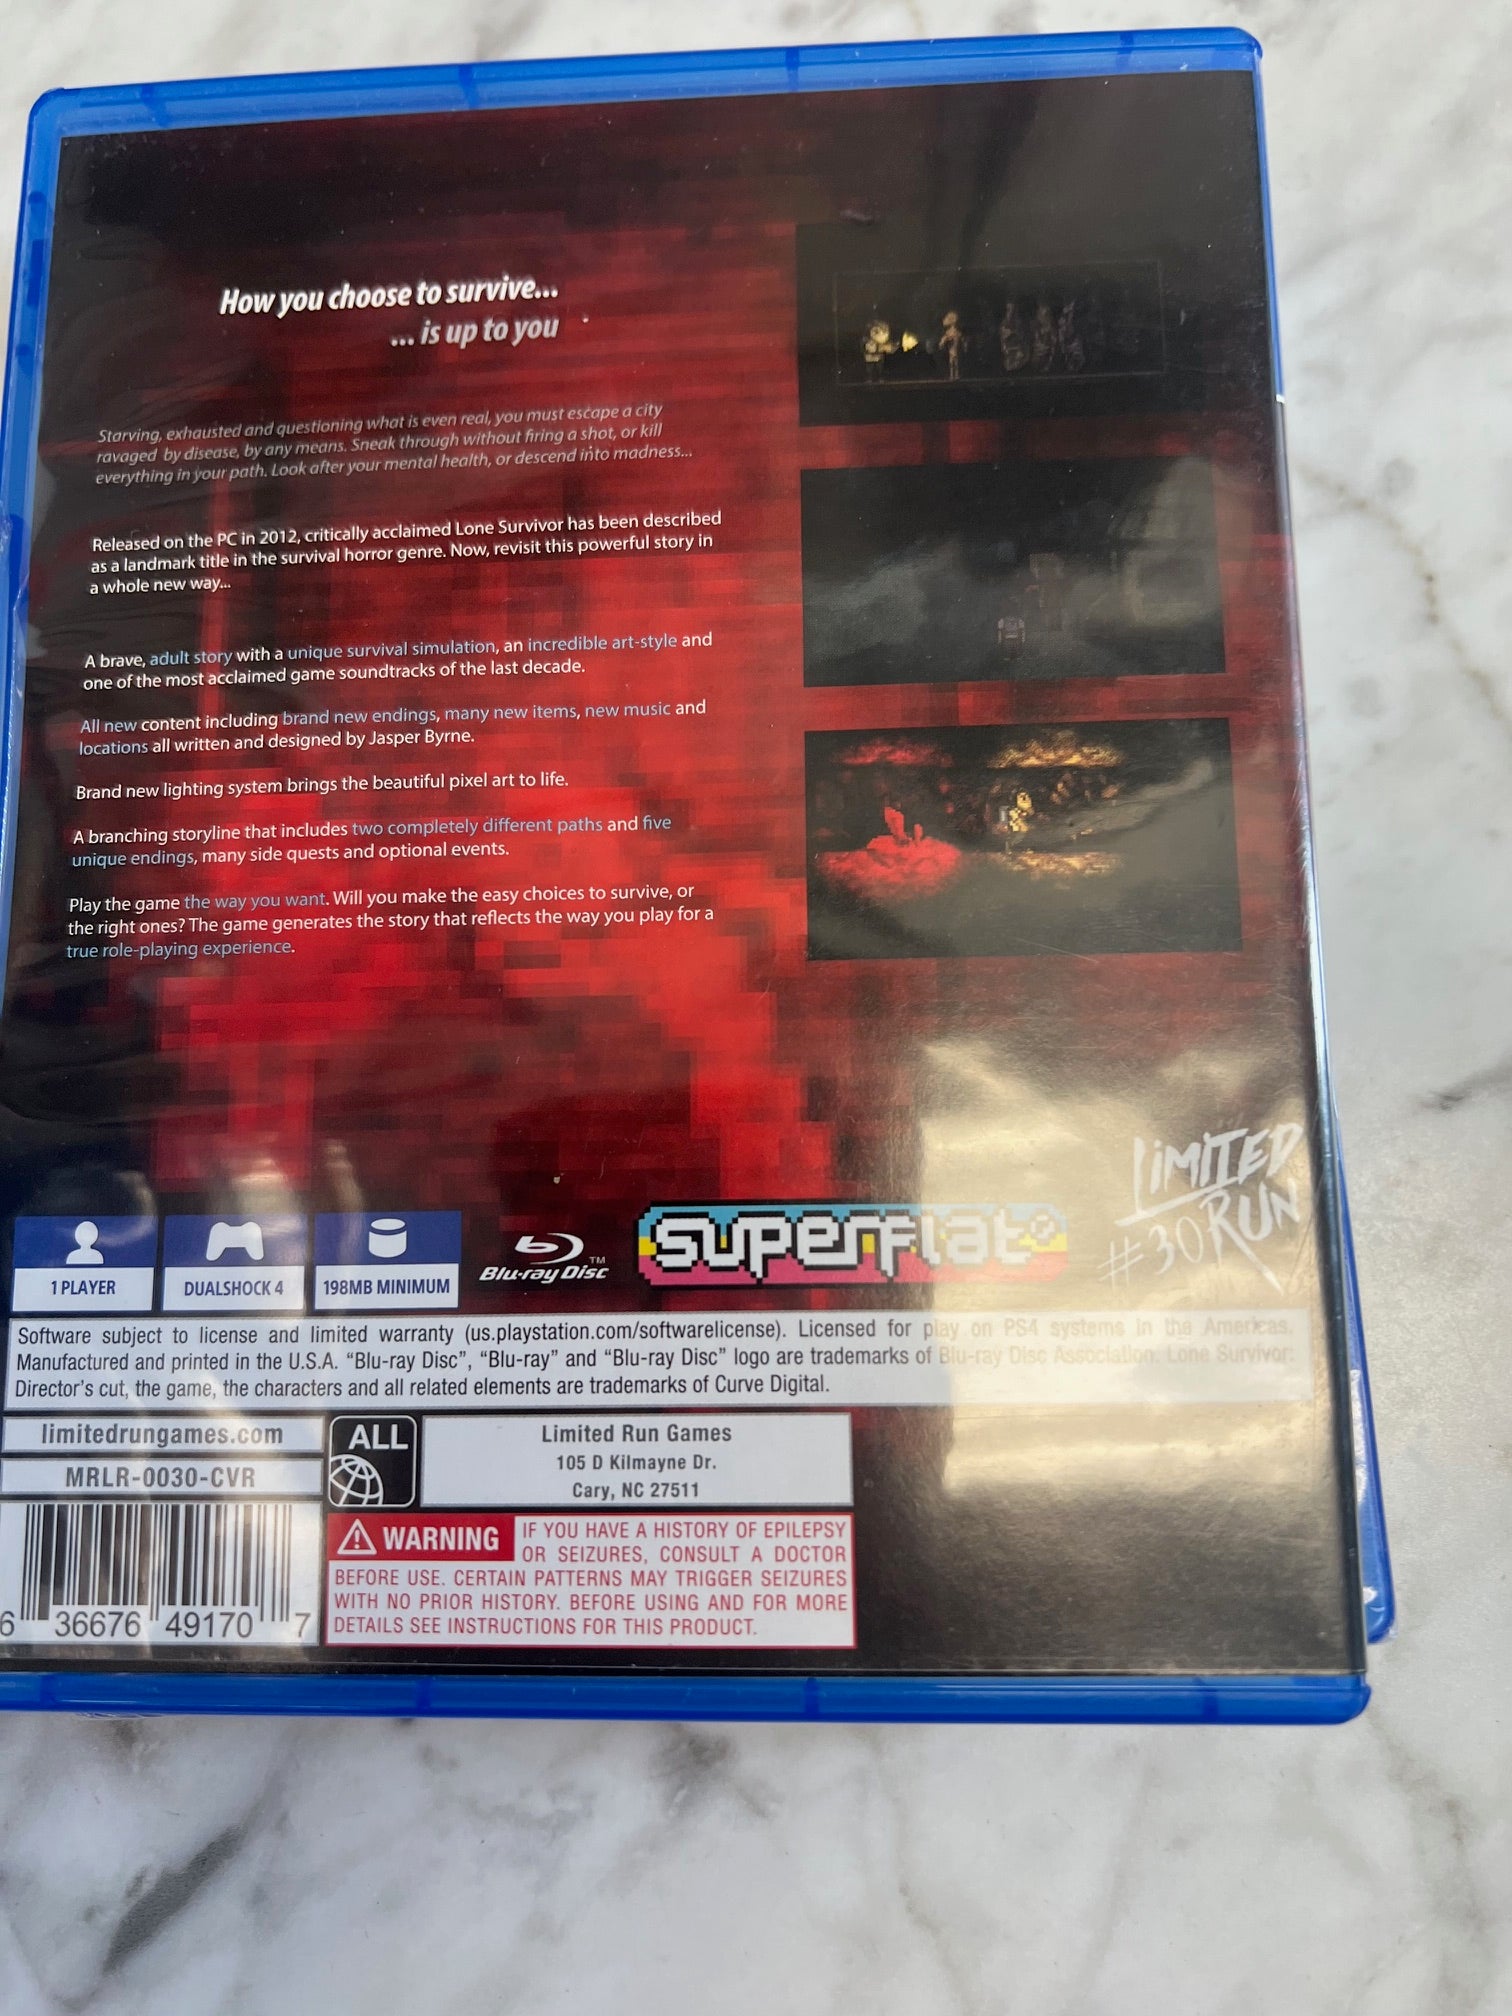 How you choose to survive...
... is up to you
Starving, exhausted and questioning what is even real, you must escape a city
ravaged by disease, by any means. Sneak through without firing a shot, or kill
everything in your path. Look after your mental health, or descend into madness...
Released on the PC in 2012, critically acclaimed Lone Survivor has been described
as a landmark title in the survival horror genre. Now, revisit this powerful story in
a whole new way...
A brave, adult story with a unique survival simulation, an incredible art-style and
one of the most acclaimed game soundtracks of the last decade.
All new content including brand new endings, many new items, new music and
locations all written and designed by Jasper Byrne.
Brand new lighting system brings the beautiful pixel art to life.
A branching storyline that includes two completely different paths and five
unique endings, many side quests and optional events.
Play the game the way you want. Will you make the easy choices to survive, or
the right ones? The game generates the story that reflects the way you play for a
true role-playing experience.
1 PLAYER
DUALSHOCK 4
198MB MINIMUM
Blu-ray Disc™
superflat
LiMITED
RUN
#30
Software subject to license and limited warranty (us.playstation.com/softwarelicense). Licensed for play on PS4 systems in the Americas.
Manufactured and printed in the U.S.A. “Blu-ray Disc”, “Blu-ray” and “Blu-ray Disc” logo are trademarks of Blu-ray Disc Association. Lone Survivor:
Director's cut, the game, the characters and all related elements are trademarks of Curve Digital.
limitedrungames.com
MRLR-0030-CVR
ALL
Limited Run Games
105 D Kilmayne Dr.
Cary, NC 27511
WARNING IF YOU HAVE A HISTORY OF EPILEPSY
OR SEIZURES, CONSULT A DOCTOR
BEFORE USE. CERTAIN PATTERNS MAY TRIGGER SEIZURES
WITH NO PRIOR HISTORY. BEFORE USING AND FOR MORE
DETAILS SEE INSTRUCTIONS FOR THIS PRODUCT.
6 36676 49170 7